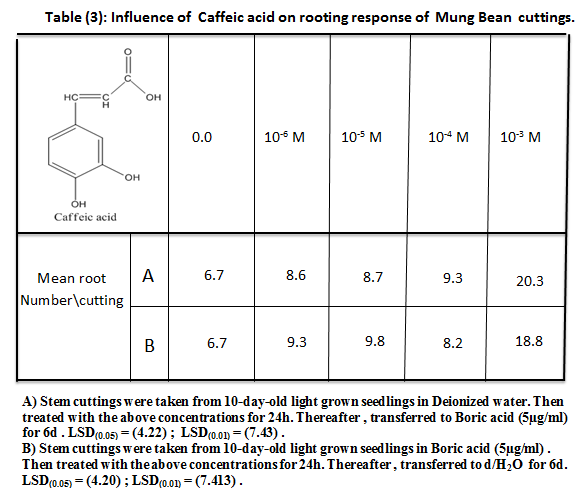 Table (3): Influence of Caffeic acid on rooting response of Mung Bean cuttings.
O
C
HC
C
H
OH
OH
OH
Caffeic acid
0.0 10⁻⁶ M 10⁻⁵ M 10⁻⁴ M 10⁻³ M
Mean root
Number\cutting
A 6.7 8.6 8.7 9.3 20.3
B 6.7 9.3 9.8 8.2 18.8
A) Stem cuttings were taken from 10-day-old light grown seedlings in Deionized water. Then
treated with the above concentrations for 24h. Thereafter , transferred to Boric acid (5µg/ml)
for 6d . LSD(0.05) = (4.22) ; LSD(0.01) = (7.43) .
B) Stem cuttings were taken from 10-day-old light grown seedlings in Boric acid (5µg/ml) .
Then treated with the above concentrations for 24h. Thereafter , transferred to d/H₂O for 6d.
LSD(0.05) = (4.20) ; LSD(0.01) = (7.413) .